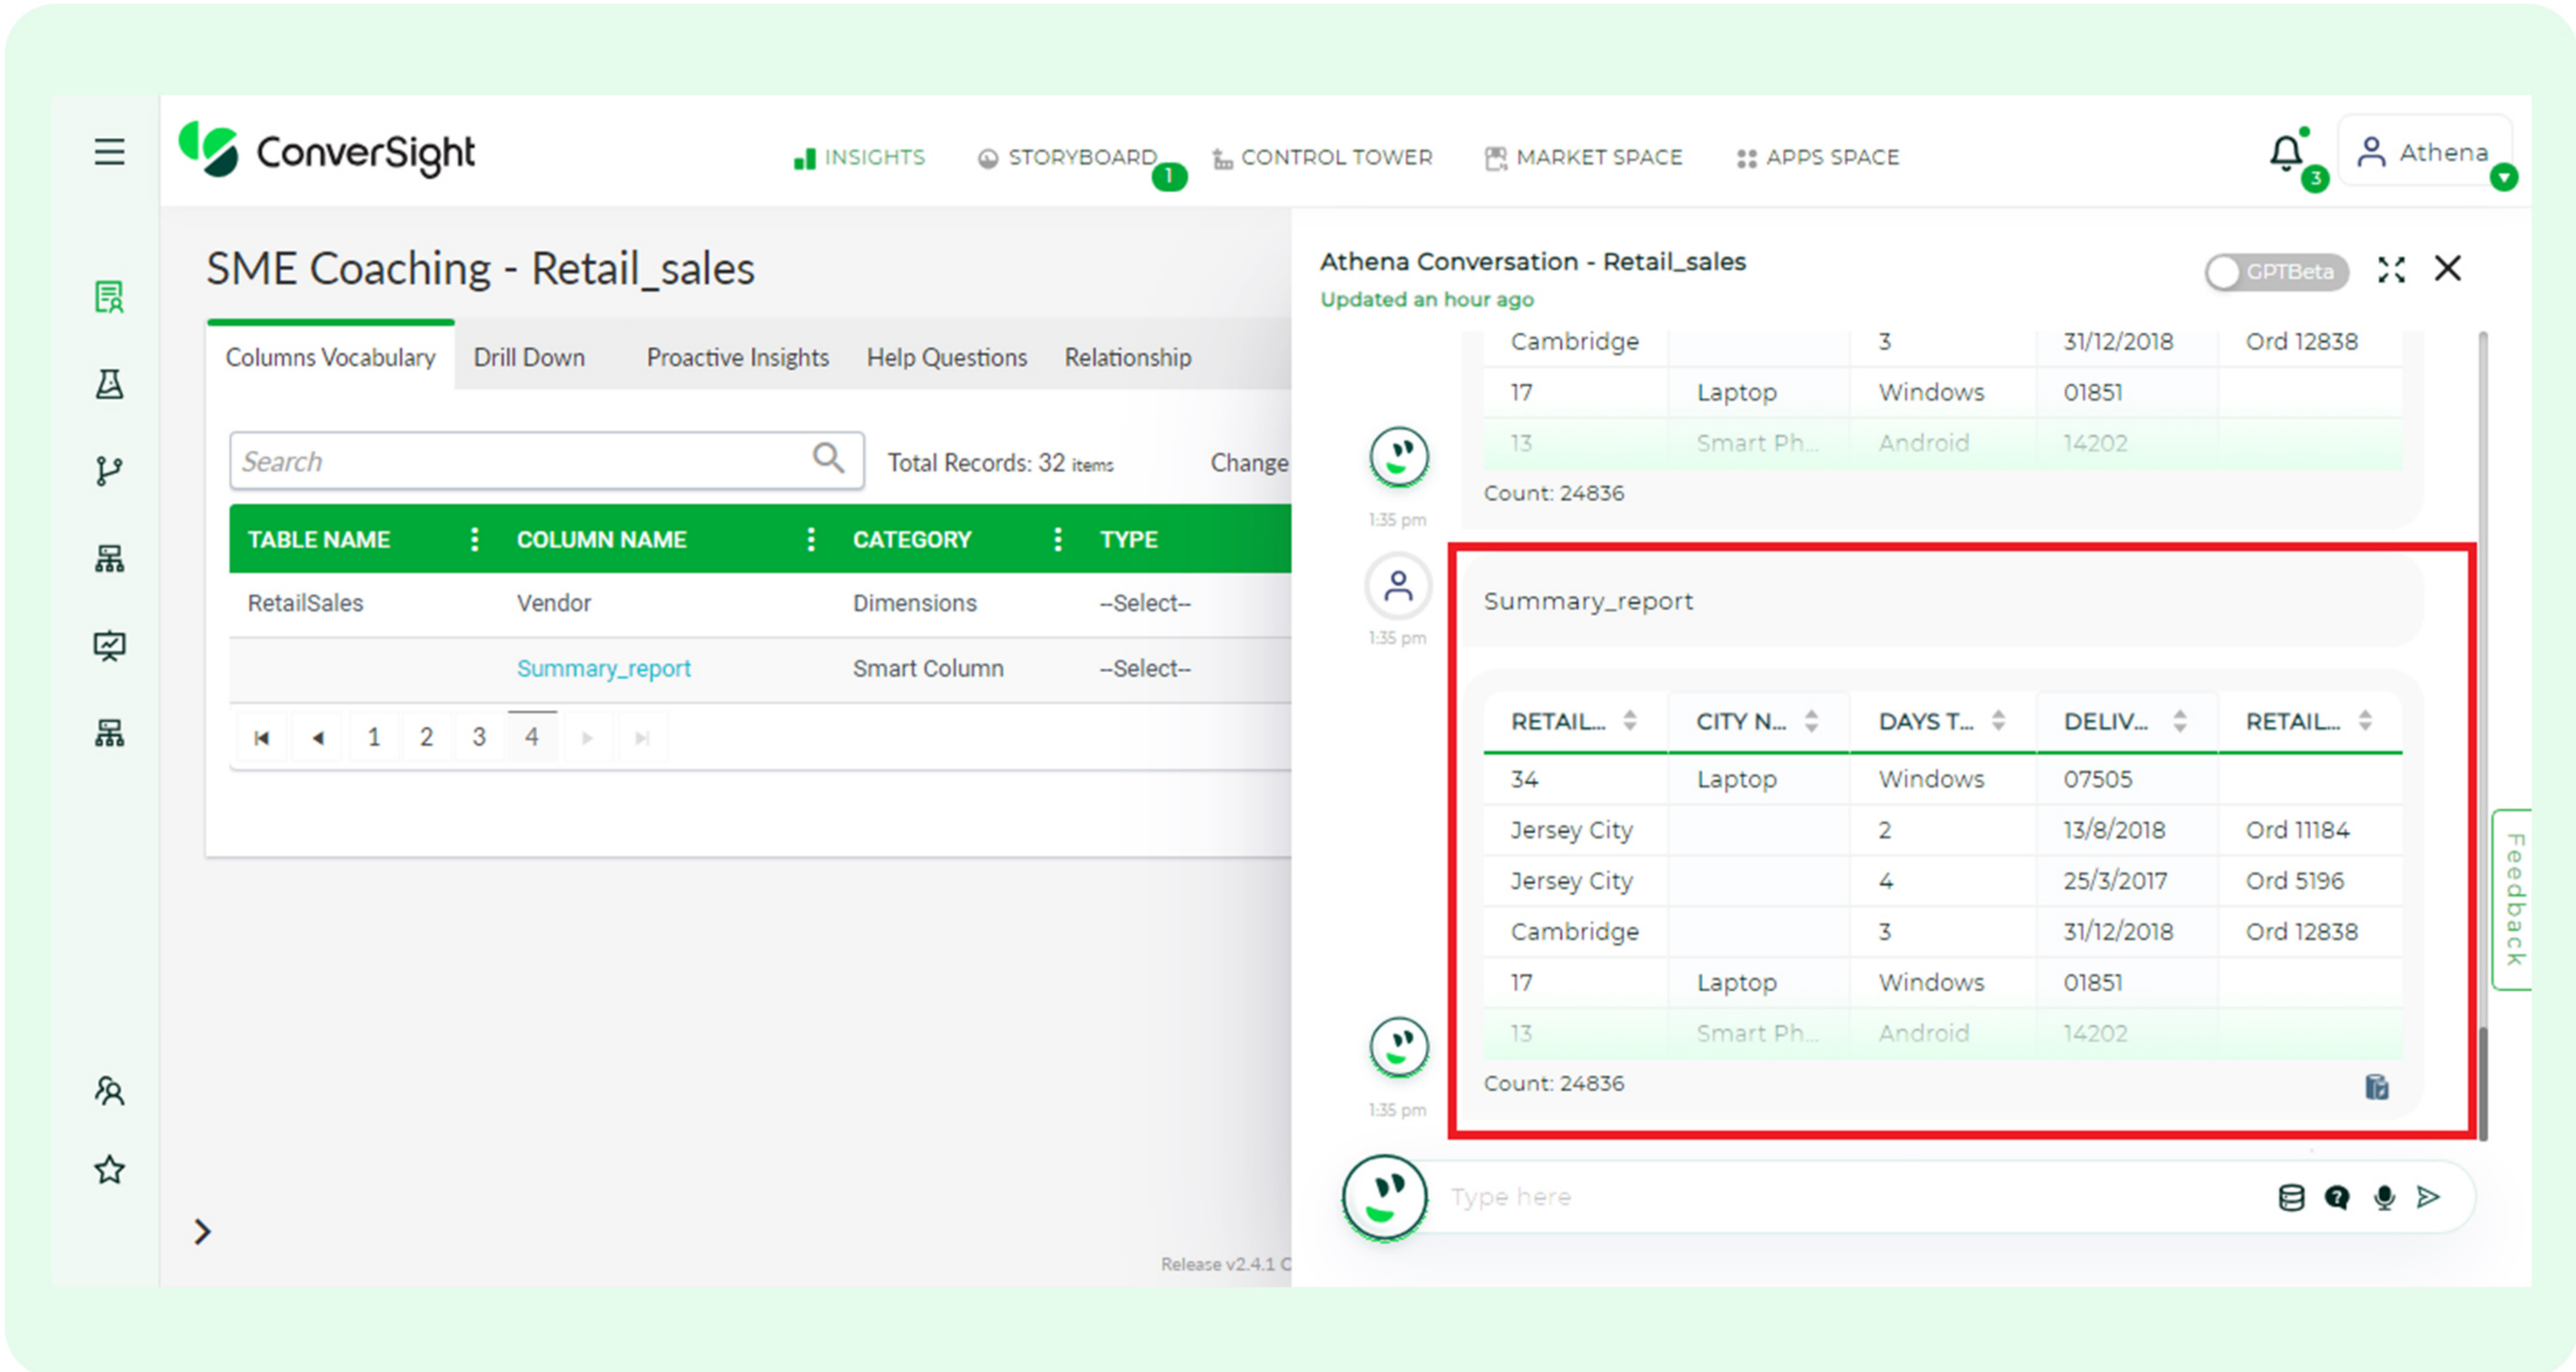 ConverSight
INSIGHTS STORYBOARD 1 CONTROL TOWER MARKET SPACE APPS SPACE
3 Athena
SME Coaching - Retail_sales
Columns Vocabulary Drill Down Proactive Insights Help Questions Relationship
Search Total Records: 32 items Change
TABLE NAME COLUMN NAME CATEGORY TYPE
RetailSales Vendor Dimensions --Select--
Summary_report Smart Column --Select--
1 2 3 4
Release v2.4.1 C
Athena Conversation - Retail_sales
GPTBeta
Updated an hour ago
Cambridge 3 31/12/2018 Ord 12838
17 Laptop Windows 01851
13 Smart Ph... Android 14202
Count: 24836
1:35 pm
Summary_report
1:35 pm
RETAIL... CITY N... DAYS T... DELIV... RETAIL...
34 Laptop Windows 07505
Jersey City 2 13/8/2018 Ord 11184
Jersey City 4 25/3/2017 Ord 5196
Cambridge 3 31/12/2018 Ord 12838
17 Laptop Windows 01851
13 Smart Ph... Android 14202
Count: 24836
1:35 pm
Type here
Feedback